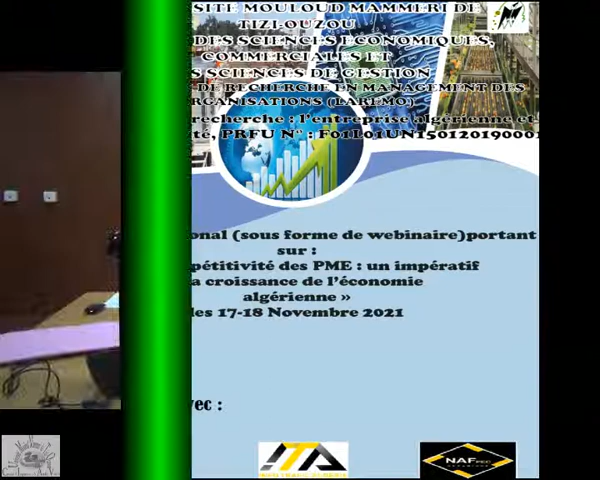 SITE MOULOUD MAMMERI DE
TIZI-OUZOU
DES SCIENCES ECONOMIQUES,
COMMERCIALES ET
S SCIENCES DE GESTION
DE RECHERCHE EN MANAGEMENT DES
RGANISATIONS (LAREMO)
recherche : l'entreprise algérienne et
té, PRFU N° : F01L01UN150120190001
onal (sous forme de webinaire)portant
sur :
pétitivité des PME : un impératif
a croissance de l'économie
algérienne »
les 17-18 Novembre 2021
vec :
NAF